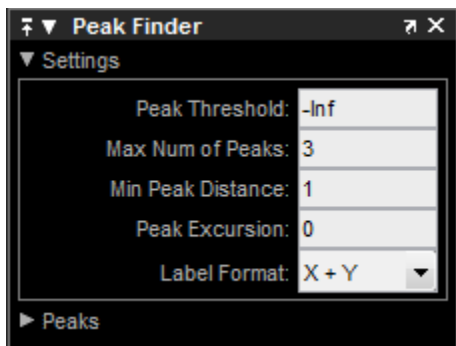 Peak Finder
Settings
Peak Threshold: -Inf
Max Num of Peaks: 3
Min Peak Distance: 1
Peak Excursion: 0
Label Format: X + Y
Peaks